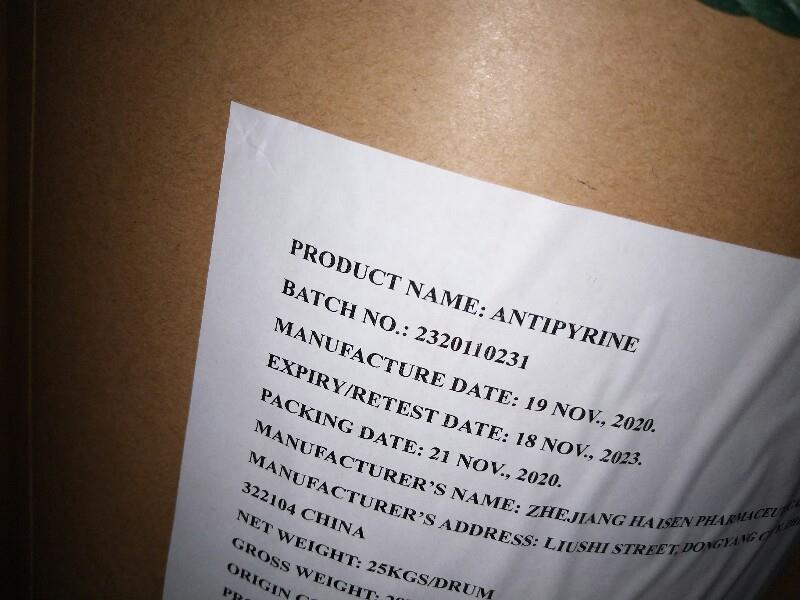 PRODUCT NAME: ANTIPYRINE
BATCH NO.: 2320110231
MANUFACTURE DATE: 19 NOV., 2020.
EXPIRY/RETEST DATE: 18 NOV., 2023.
PACKING DATE: 21 NOV., 2020.
MANUFACTURER'S NAME: ZHEJIANG HAISEN
MANUFACTURER'S ADDRESS: LIUSHI STREET, DONGYANG
322104 CHINA
NET WEIGHT: 25KGS/DRUM
GROSS WEIGHT:
ORIGIN